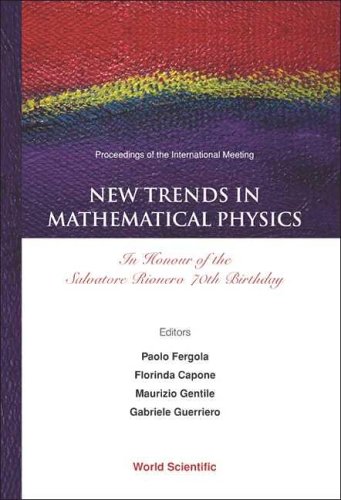 Proceedings of the International Meeting
NEW TRENDS IN
MATHEMATICAL PHYSICS
In Honour of the
Salvatore Rionero 70th Birthday
Editors
Paolo Fergola
Florinda Capone
Maurizio Gentile
Gabriele Guerriero
World Scientific